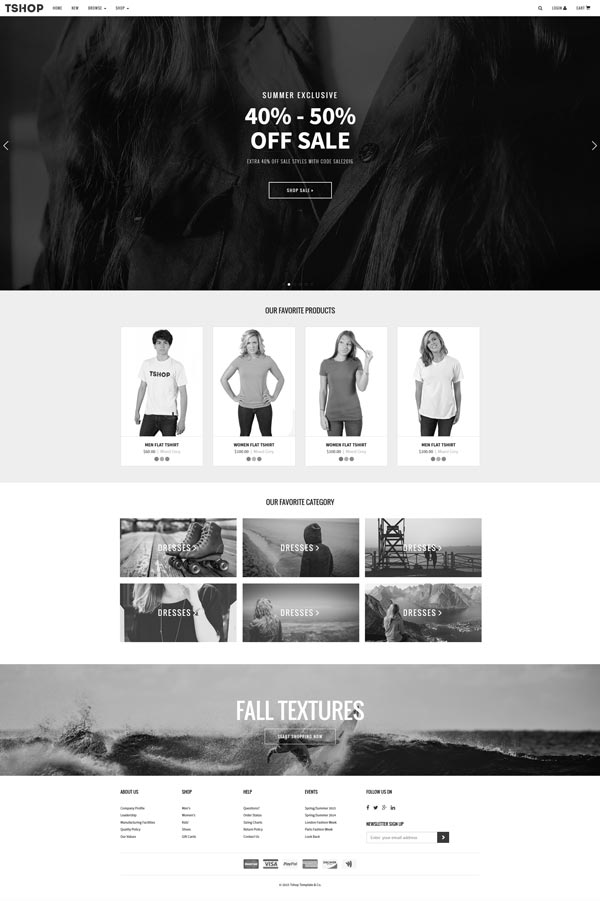 TSHOP HOME NEW BROWSE SHOP LOGIN CART
SUMMER EXCLUSIVE
40% - 50%
OFF SALE
EXTRA 40% OFF SALE STYLES WITH CODE SALE2016
SHOP SALE >
OUR FAVORITE PRODUCTS
TSHOP
MEN FLAT TSHIRT WOMEN FLAT TSHIRT WOMEN FLAT TSHIRT MEN FLAT TSHIRT
$60.00 | Mixed Grey $100.00 | Mixed Grey $100.00 | Mixed Grey $100.00 | Mixed Grey
OUR FAVORITE CATEGORY
DRESSES > DRESSES > DRESSES >
DRESSES > DRESSES > DRESSES >
FALL TEXTURES
START SHOPPING NOW
ABOUT US SHOP HELP EVENTS FOLLOW US ON
Company Profile Men's Questions? Spring/Summer 2015
Leadership Women's Order Status Spring/Summer 2014
Manufacturing Facilities Kids' Sizing Charts London Fashion Week
Quality Policy Shoes Return Policy Paris Fashion Week
Our Values Gift Cards Contact Us Look Back
NEWSLETTER SIGN UP
Enter your email address
VISA PayPal DISCOVER
© 2015 Tshop Template & Co.